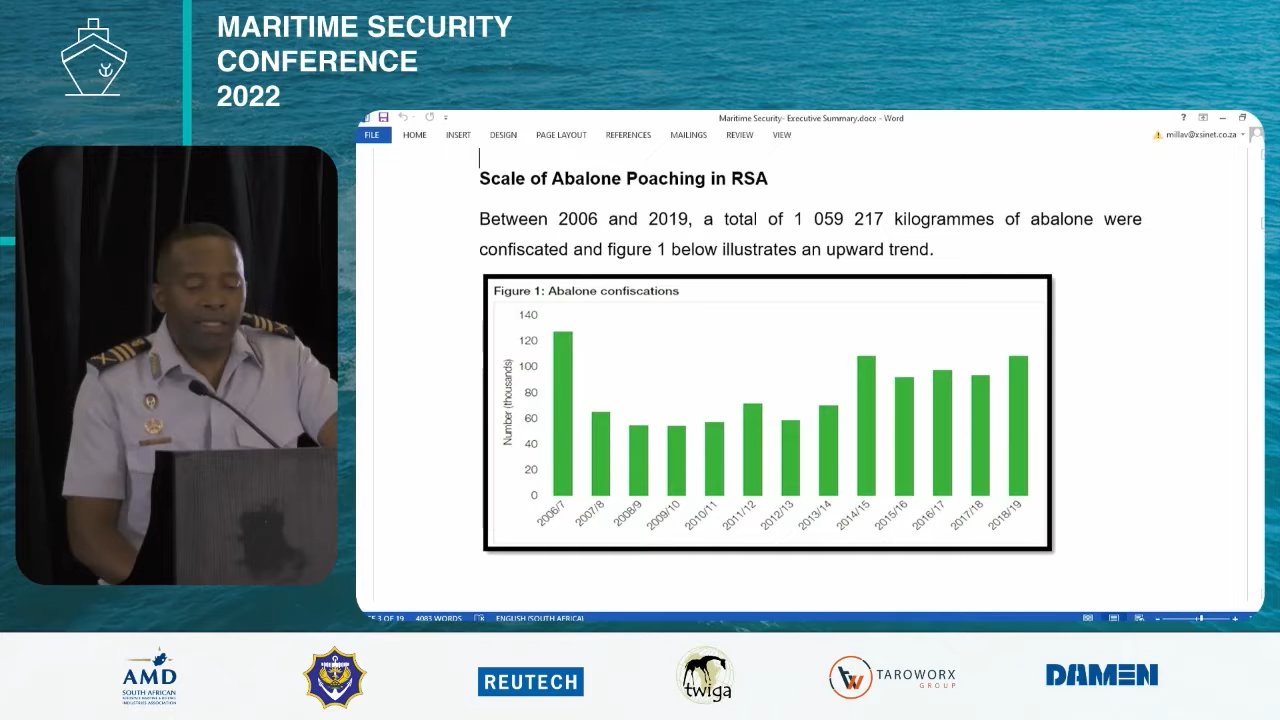 MARITIME SECURITY
CONFERENCE
2022
Maritime Security- Executive Summary.docx - Word
?
FILE HOME INSERT DESIGN PAGE LAYOUT REFERENCES MAILINGS REVIEW VIEW
millav@xsinet.co.za
Scale of Abalone Poaching in RSA
Between 2006 and 2019, a total of 1 059 217 kilogrammes of abalone were
confiscated and figure 1 below illustrates an upward trend.
Figure 1: Abalone confiscations
Number (thousands)
140
120
100
80
60
40
20
0
2006/7 2007/8 2008/9 2009/10 2010/11 2011/12 2012/13 2013/14 2014/15 2015/16 2016/17 2017/18 2018/19
3 OF 19 4083 WORDS ENGLISH (SOUTH AFRICA)
AMD
SOUTH AFRICAN
INDUSTRIES ASSOCIATION
REUTECH
twiga
TAROWORX
GROUP
DAMEN